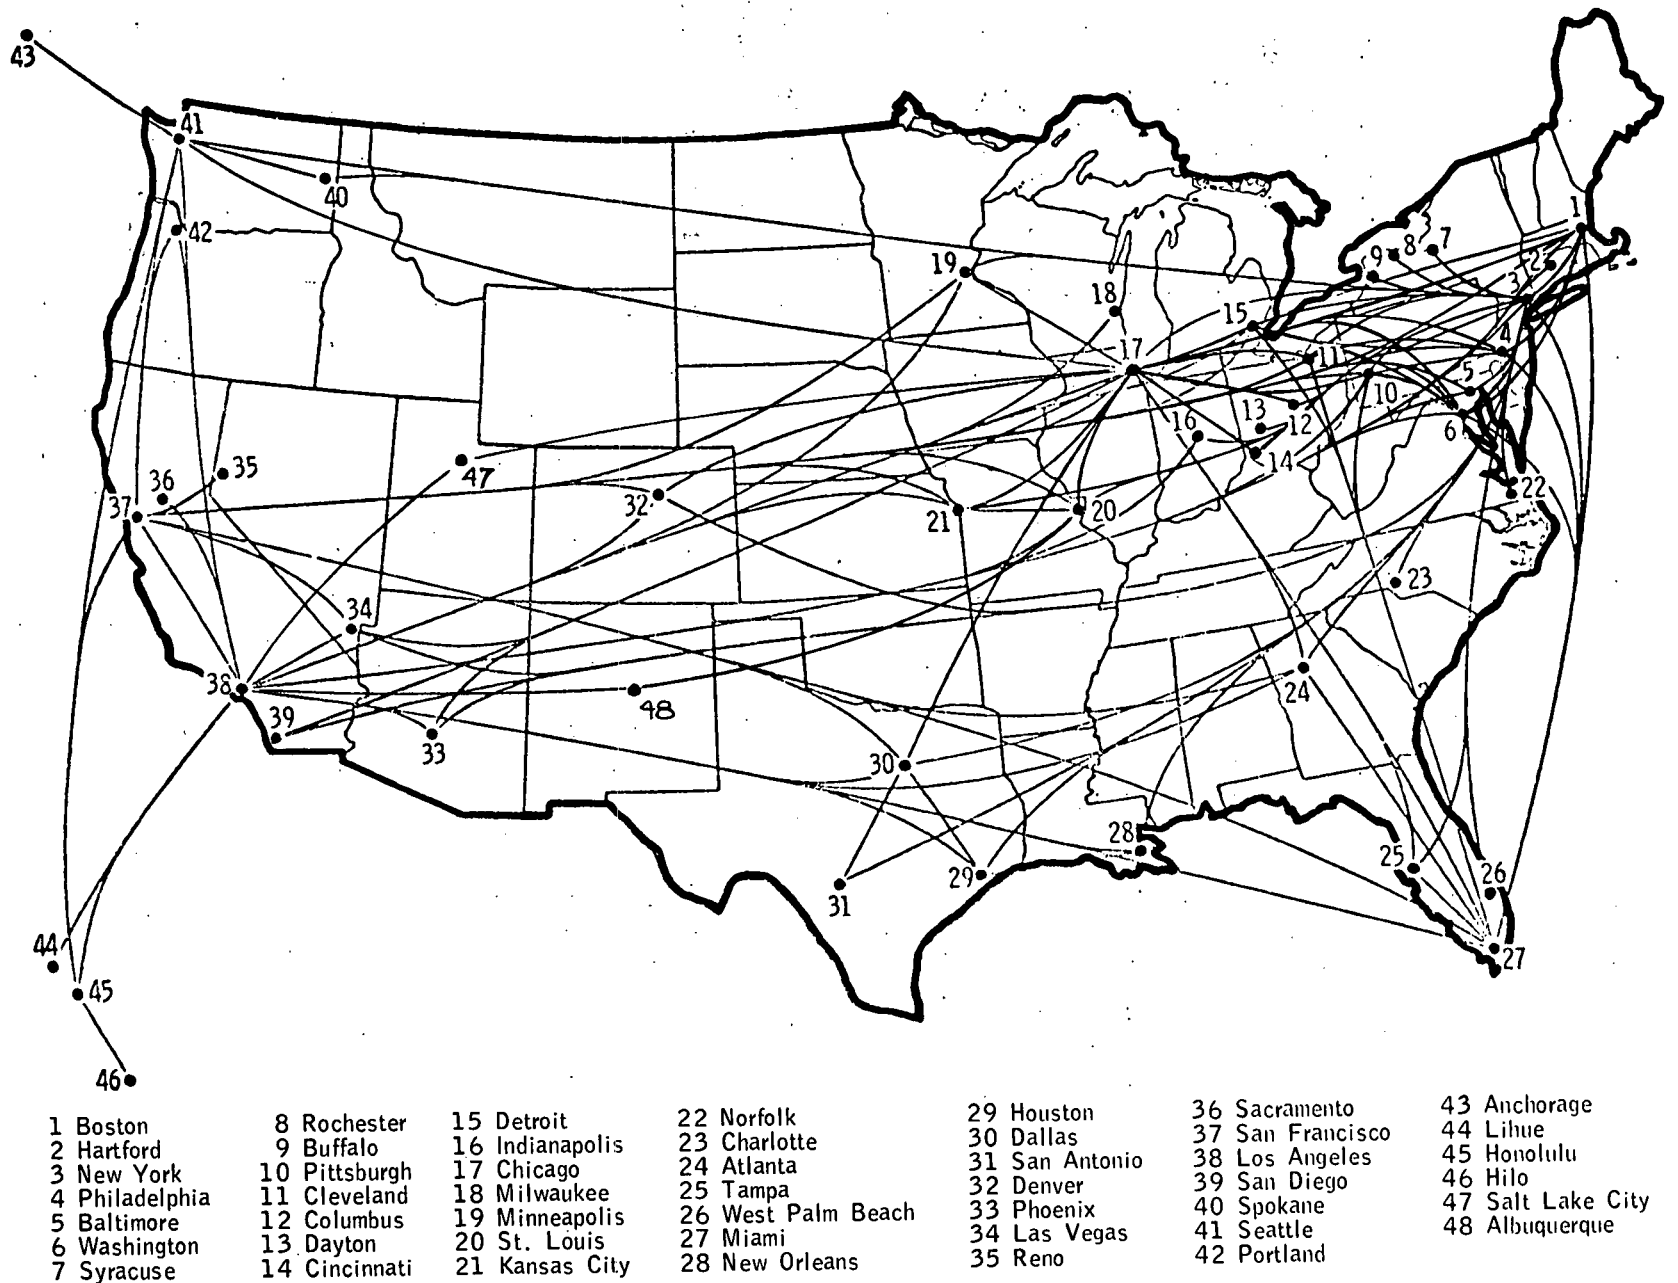 43
41
40
42
1
7
8
9
2
19
3
18
15
4
17
11
5
10
13
12
16
6
14
47
35
36
32
37
21
20
22
23
34
38
24
39
48
33
30
28
25
26
29
31
44
27
45
46
1 Boston
2 Hartford
3 New York
4 Philadelphia
5 Baltimore
6 Washington
7 Syracuse
8 Rochester
9 Buffalo
10 Pittsburgh
11 Cleveland
12 Columbus
13 Dayton
14 Cincinnati
15 Detroit
16 Indianapolis
17 Chicago
18 Milwaukee
19 Minneapolis
20 St. Louis
21 Kansas City
22 Norfolk
23 Charlotte
24 Atlanta
25 Tampa
26 West Palm Beach
27 Miami
28 New Orleans
29 Houston
30 Dallas
31 San Antonio
32 Denver
33 Phoenix
34 Las Vegas
35 Reno
36 Sacramento
37 San Francisco
38 Los Angeles
39 San Diego
40 Spokane
41 Seattle
42 Portland
43 Anchorage
44 Lihue
45 Honolulu
46 Hilo
47 Salt Lake City
48 Albuquerque